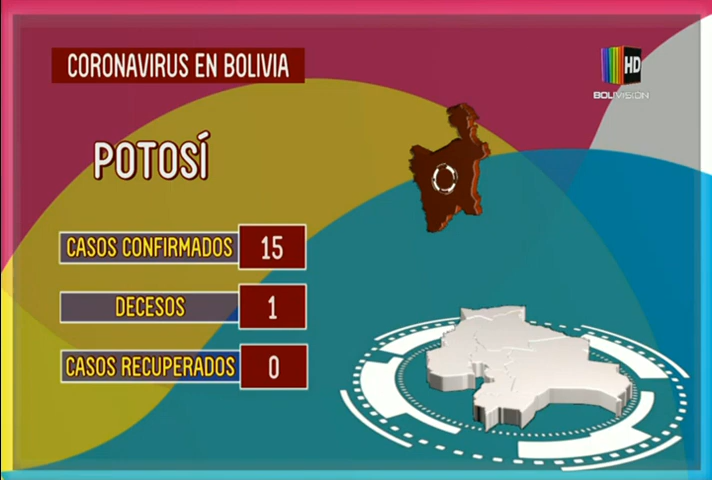 CORONAVIRUS EN BOLIVIA
HD
BOLIVISION
POTOSÍ
CASOS CONFIRMADOS 15
DECESOS 1
CASOS RECUPERADOS 0